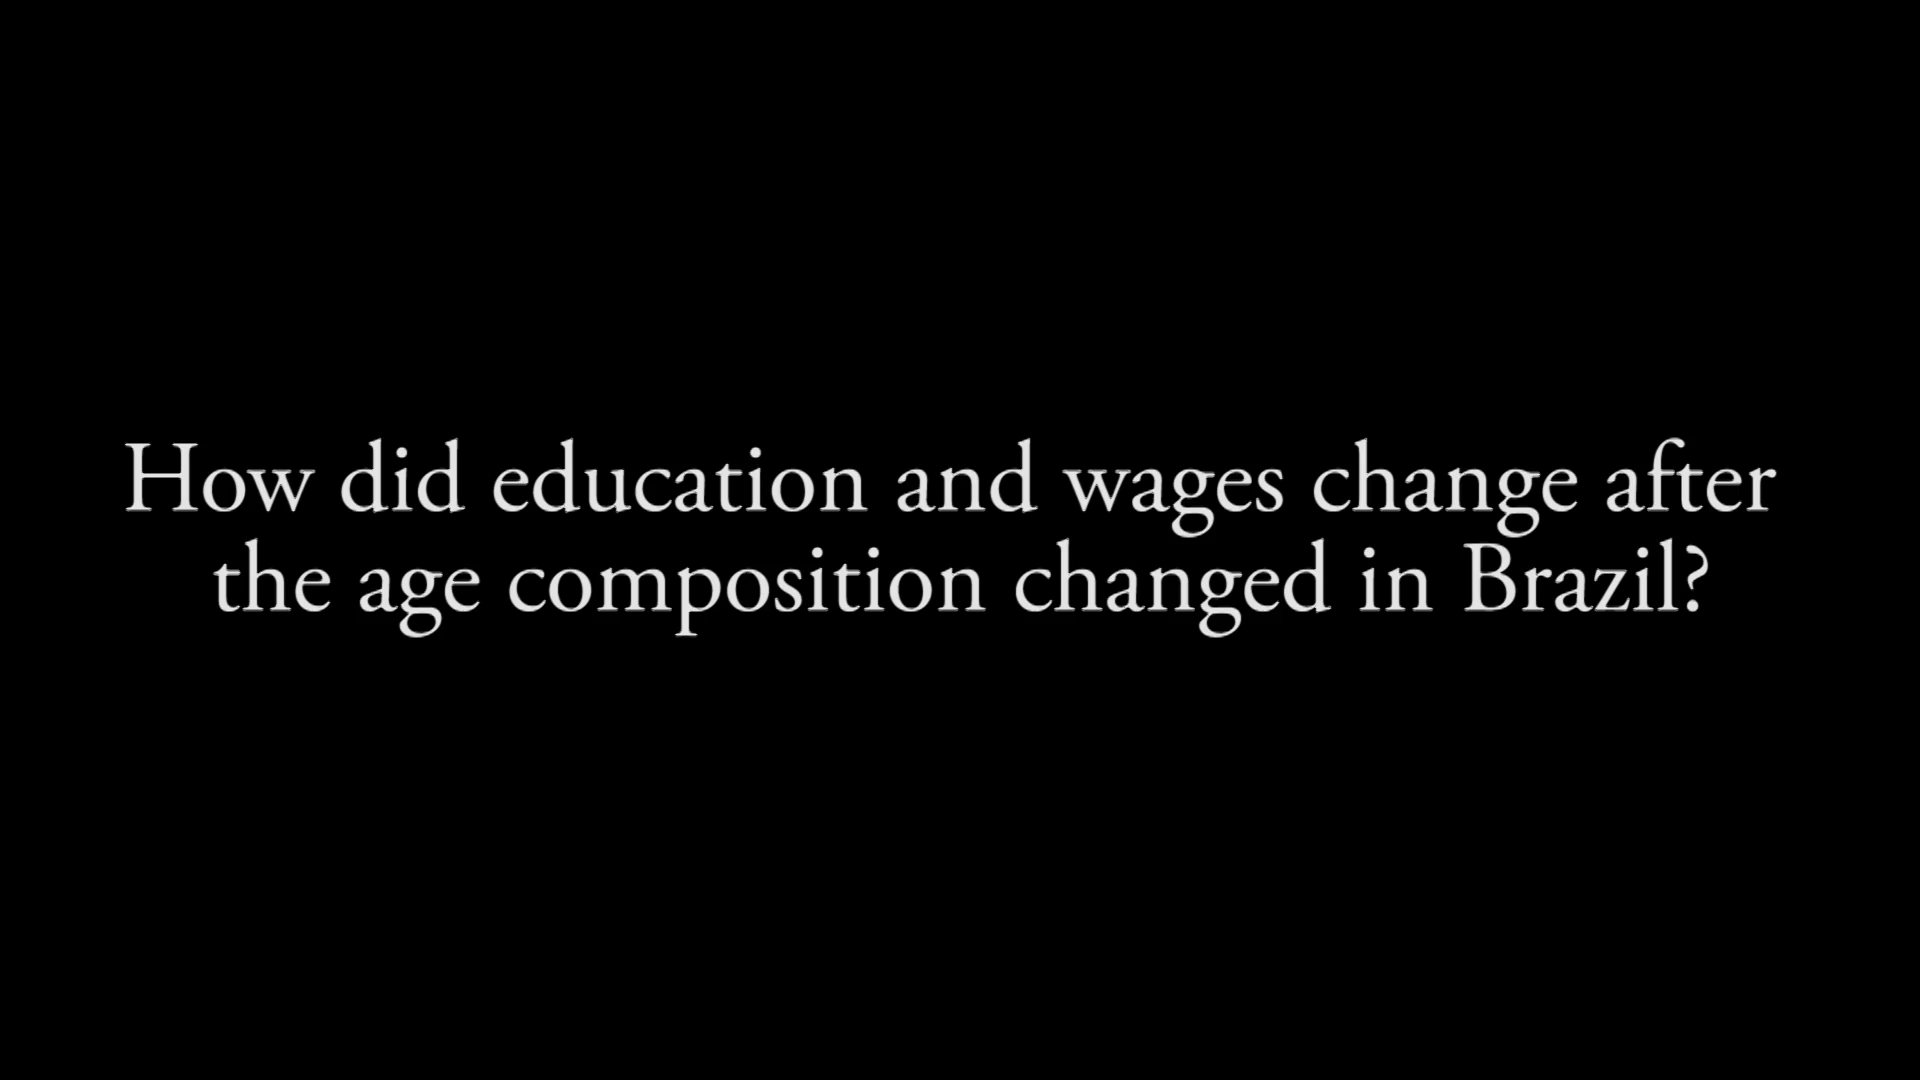 How did education and wages change after
the age composition changed in Brazil?